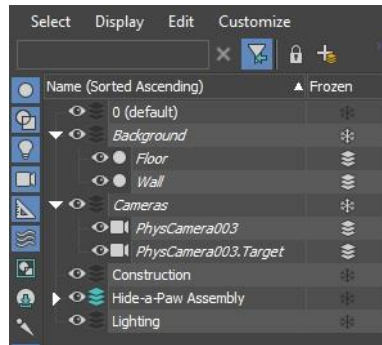 Select Display Edit Customize
Name (Sorted Ascending) Frozen
0 (default)
Background
Floor
Wall
Cameras
PhysCamera003
PhysCamera003.Target
Construction
Hide-a-Paw Assembly
Lighting